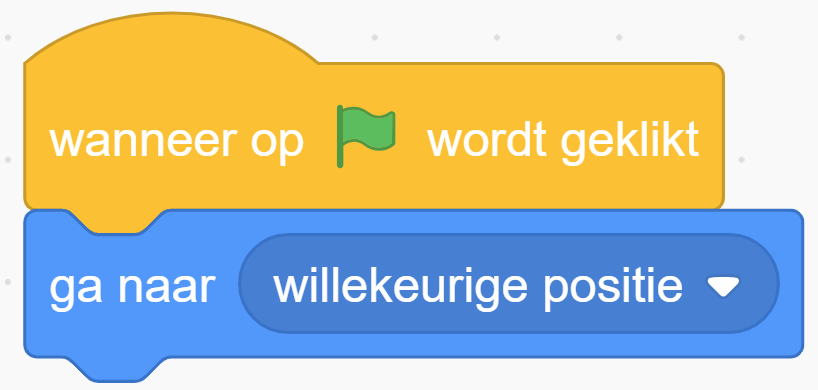 wanneer op wordt geklikt
ga naar willekeurige positie